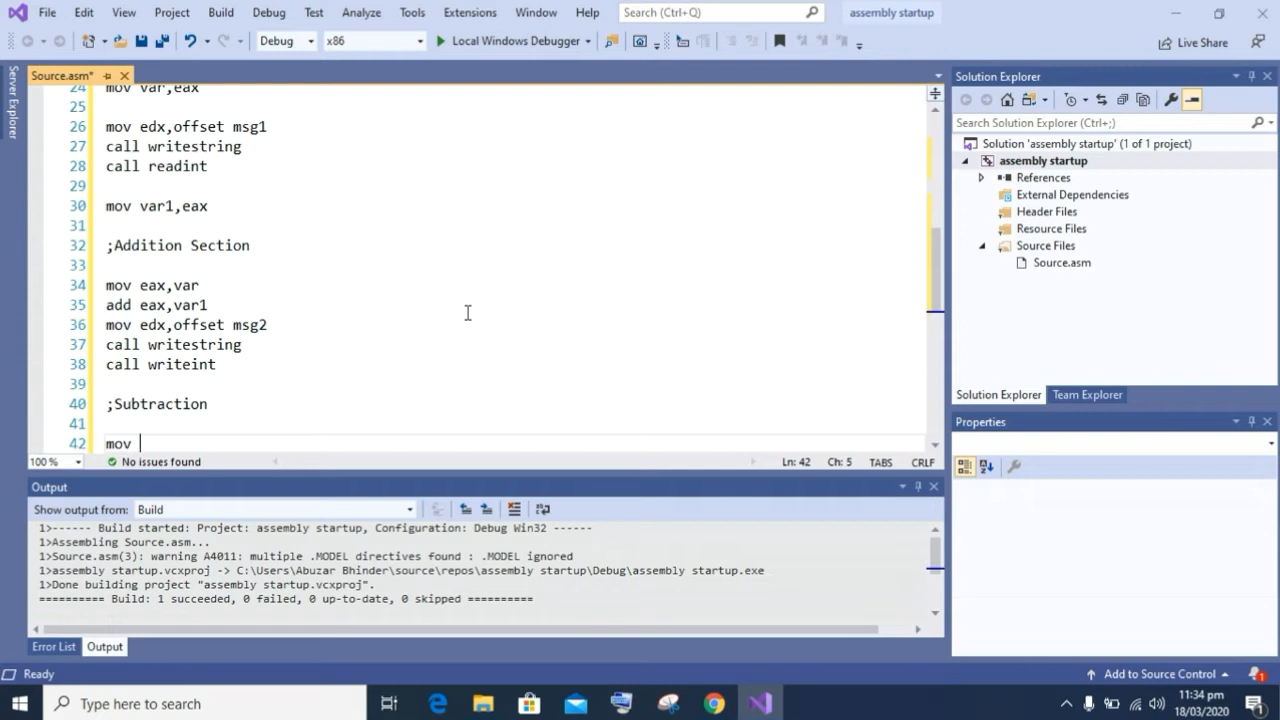 File Edit View Project Build Debug Test Analyze Tools Extensions Window Help Search (Ctrl+Q) assembly startup
Debug x86 Local Windows Debugger Live Share
Server Explorer
Source.asm*
24 mov var,eax
25
26 mov edx,offset msg1
27 call writestring
28 call readint
29
30 mov var1,eax
31
32 ;Addition Section
33
34 mov eax,var
35 add eax,var1
36 mov edx,offset msg2
37 call writestring
38 call writeint
39
40 ;Subtraction
41
42 mov
100 % No issues found Ln: 42 Ch: 5 TABS CRLF
Output
Show output from: Build
1>------ Build started: Project: assembly startup, Configuration: Debug Win32 ------
1>Assembling Source.asm...
1>Source.asm(3): warning A4011: multiple .MODEL directives found : .MODEL ignored
1>assembly startup.vcxproj -> C:\Users\Abuzar Bhinder\source\repos\assembly startup\Debug\assembly startup.exe
1>Done building project "assembly startup.vcxproj".
========== Build: 1 succeeded, 0 failed, 0 up-to-date, 0 skipped ==========
Error List Output
Solution Explorer
Search Solution Explorer (Ctrl+;)
Solution 'assembly startup' (1 of 1 project)
assembly startup
References
External Dependencies
Header Files
Resource Files
Source Files
Source.asm
Solution Explorer Team Explorer
Properties
Ready Add to Source Control 1
Type here to search
11:34 pm
18/03/2020
1